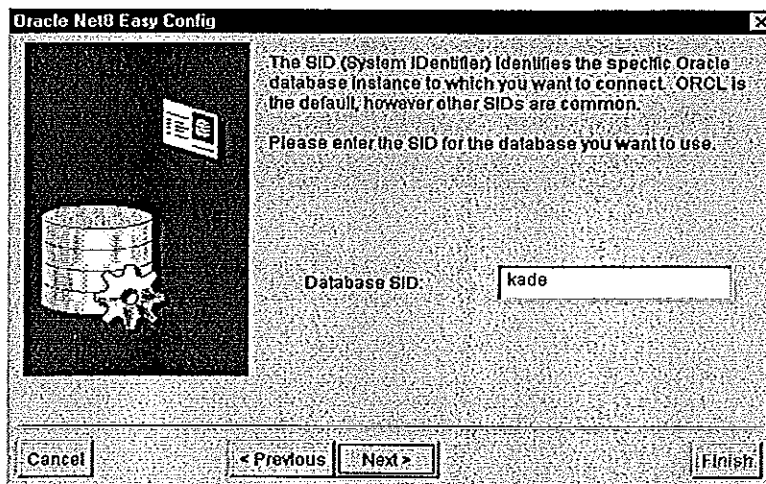 Oracle Net8 Easy Config
The SID (System IDentifier) identifies the specific Oracle
database instance to which you want to connect. ORCL is
the default, however other SIDs are common.
Please enter the SID for the database you want to use.
Database SID:
kade
Cancel
< Previous
Next >
Finish